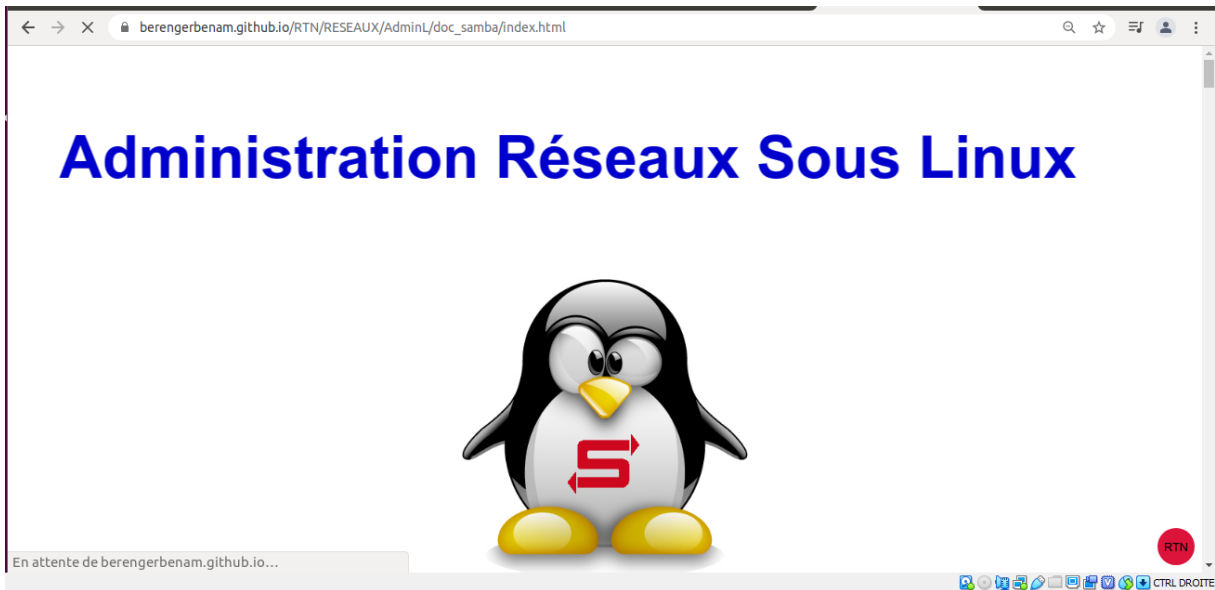 berengerbenam.github.io/RTN/RESEAUX/AdminL/doc_samba/index.html
Administration Réseaux Sous Linux
S
RTN
En attente de berengerbenam.github.io...
CTRL DROITE